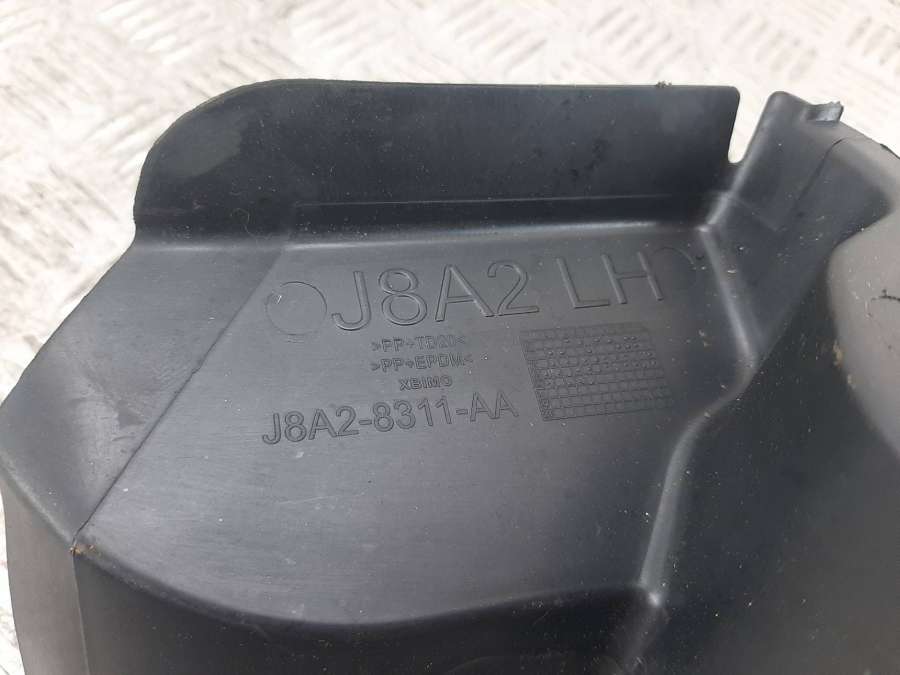 J8A2 LH
>PP+TD20<
>PP+EPDM<
XBIMO
J8A2-8311-AA